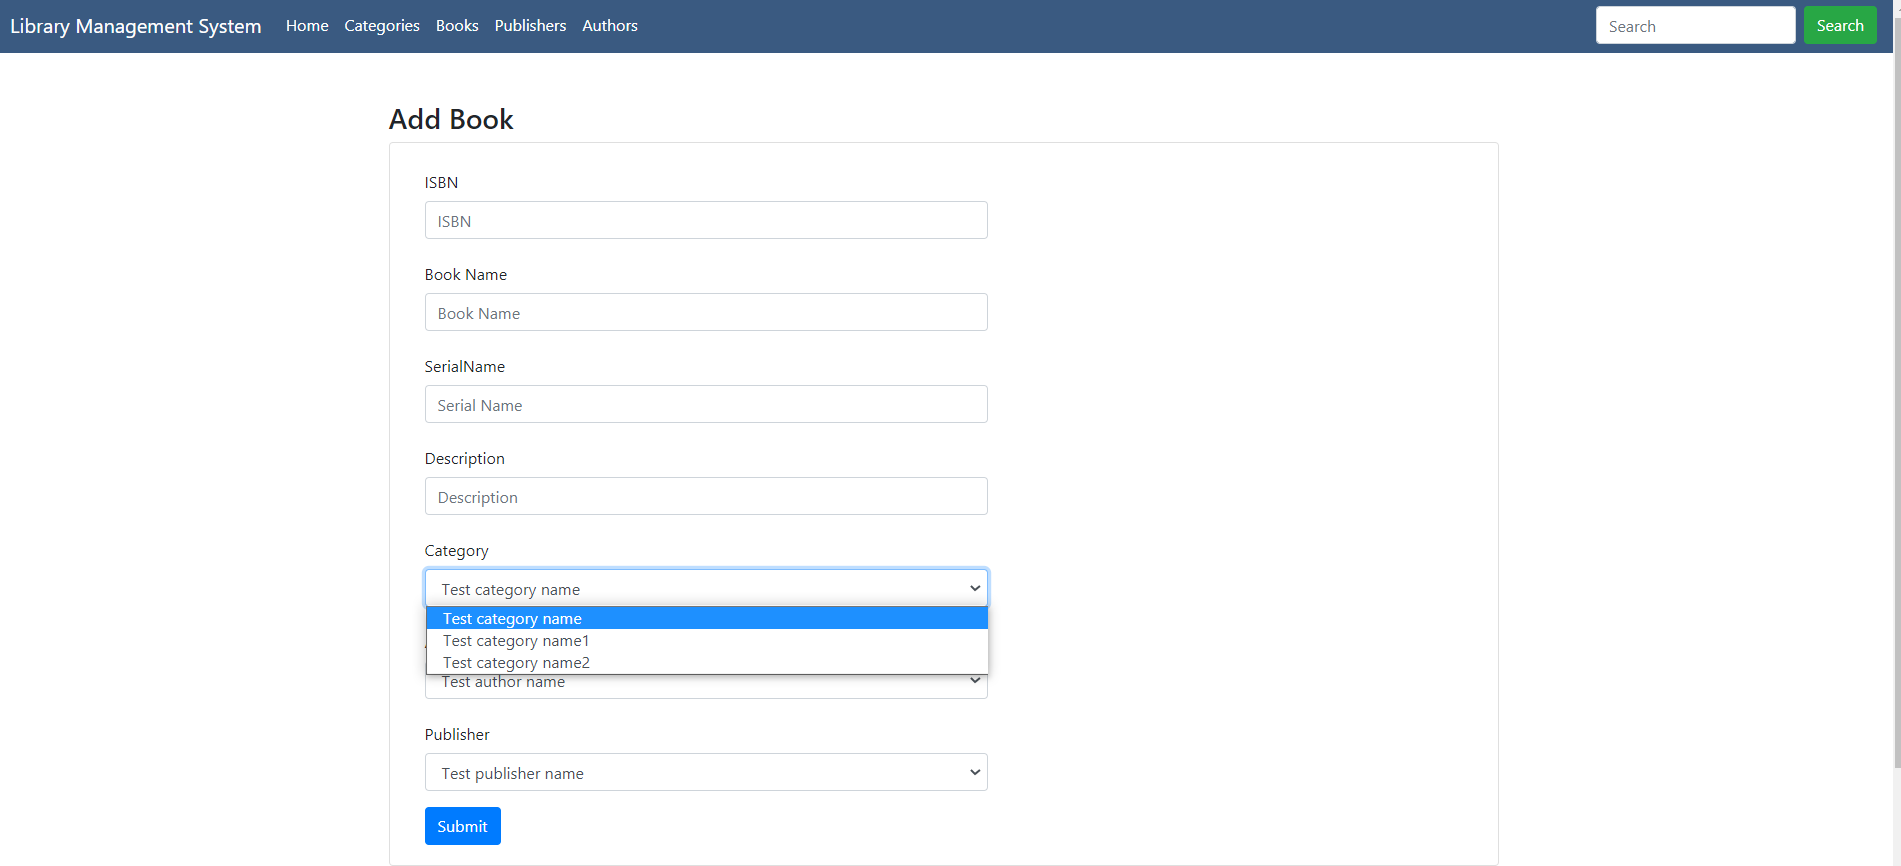 Library Management System Home Categories Books Publishers Authors Search Search
Add Book
ISBN
ISBN
Book Name
Book Name
SerialName
Serial Name
Description
Description
Category
Test category name
Test category name
Test category name1
Test category name2
Test author name
Publisher
Test publisher name
Submit